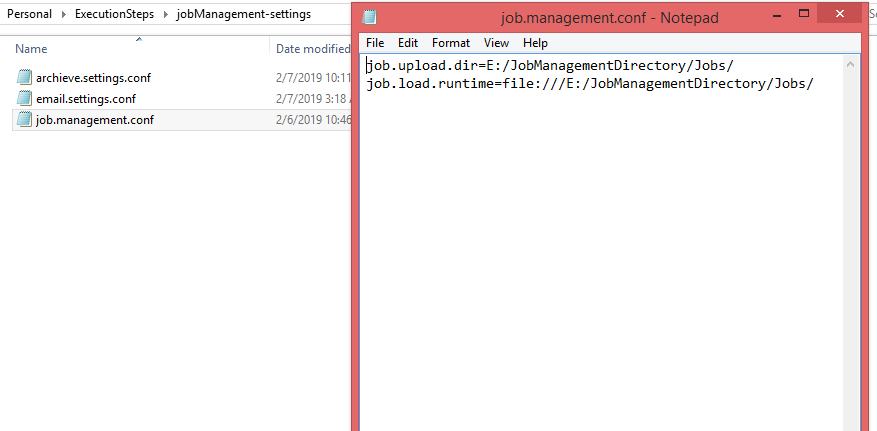 Personal ExecutionSteps jobManagement-settings
Name Date modified
archieve.settings.conf 2/7/2019 10:11
email.settings.conf 2/7/2019 3:18
job.management.conf 2/6/2019 10:46
job.management.conf - Notepad
File Edit Format View Help
job.upload.dir=E:/JobManagementDirectory/Jobs/
job.load.runtime=file:///E:/JobManagementDirectory/Jobs/